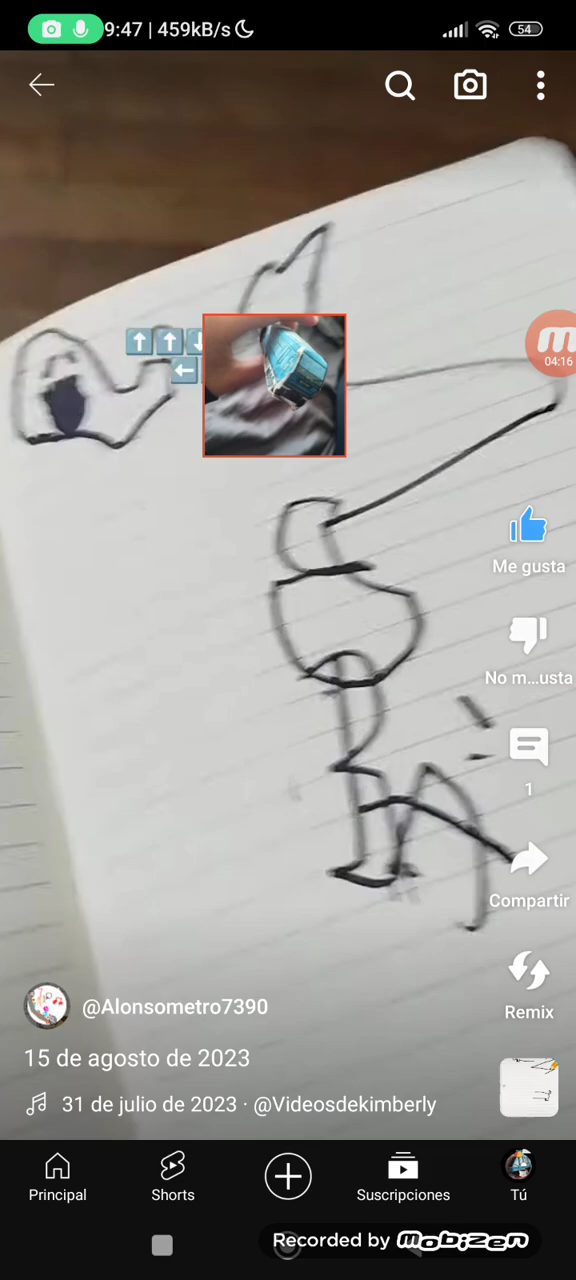 9:47 | 459kB/s
54
04:16
Me gusta
No m...usta
1
Compartir
Remix
@Alonsometro7390
15 de agosto de 2023
31 de julio de 2023 · @Videosdekimberly
Principal
Shorts
Suscripciones
Tú
Recorded by Mobizen